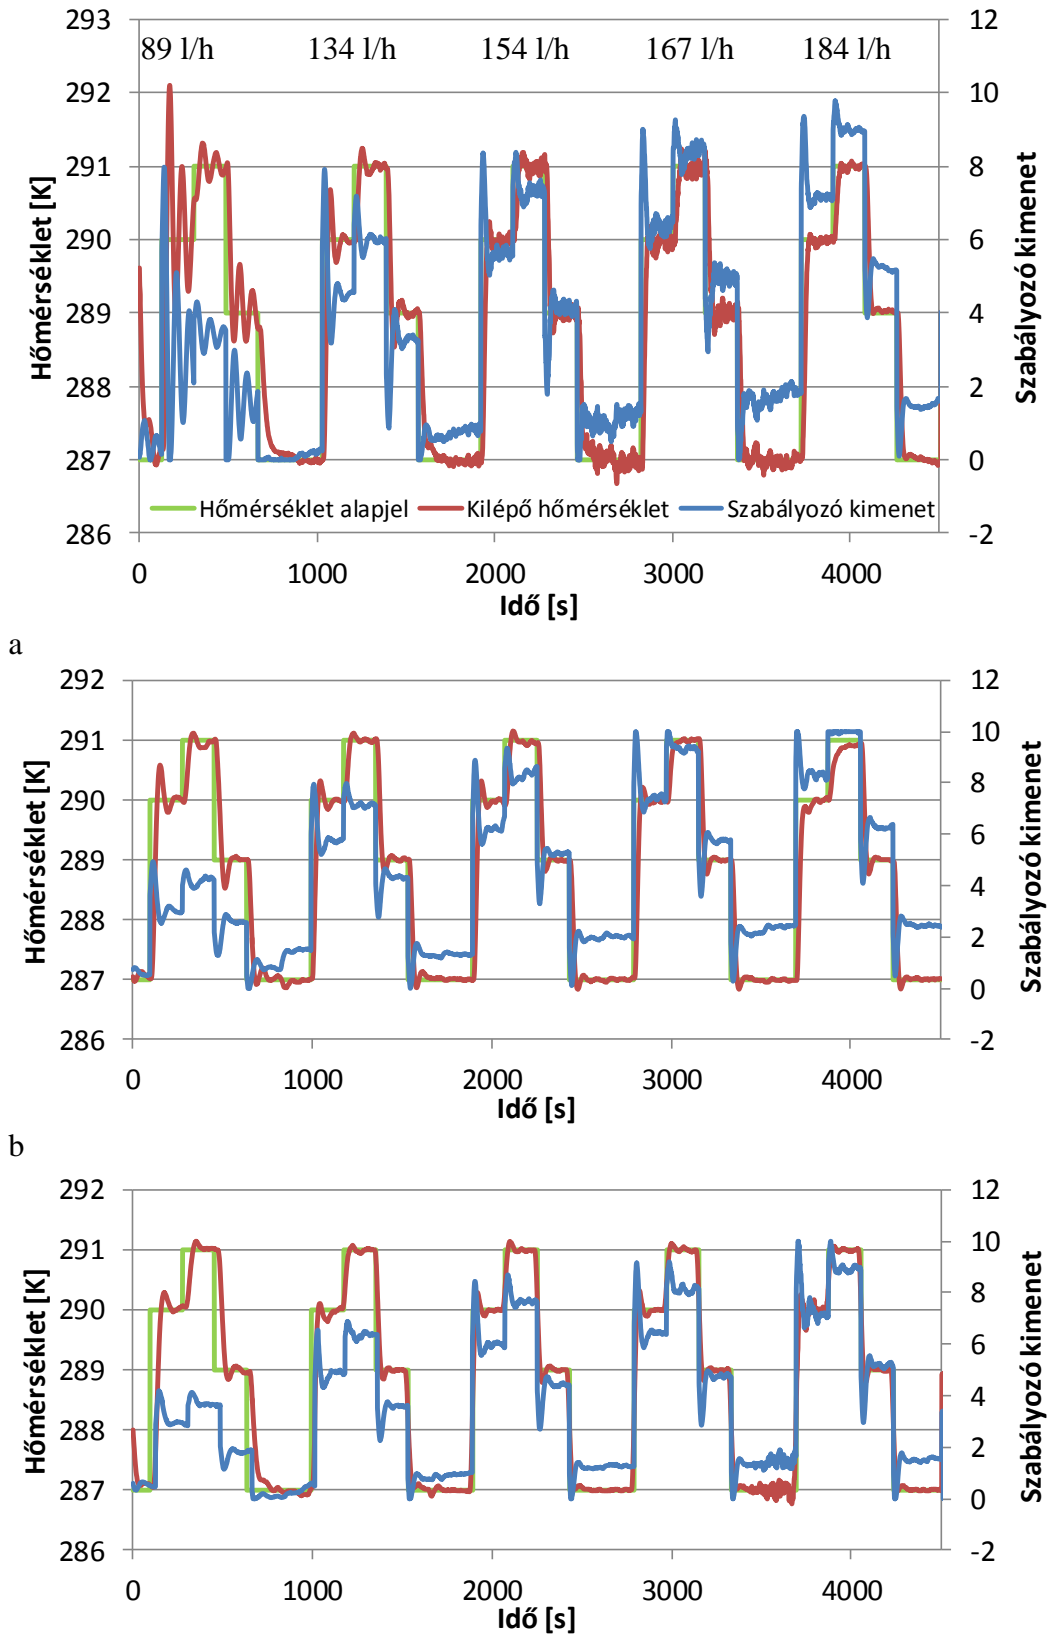 293
12
89 l/h 134 l/h 154 l/h 167 l/h 184 l/h
292
10
291
8
290
6
289
4
288
2
287
0
Hőmérséklet alapjel Kilépő hőmérséklet Szabályozó kimenet
286
-2
0 1000 2000 3000 4000
Hőmérséklet [K]
Szabályozó kimenet
Idő [s]
a
292
12
291
10
290
8
6
289
4
288
2
287
0
286
-2
0 1000 2000 3000 4000
Hőmérséklet [K]
Szabályozó kimenet
Idő [s]
b
292
12
291
10
290
8
6
289
4
288
2
287
0
286
-2
0 1000 2000 3000 4000
Hőmérséklet [K]
Szabályozó kimenet
Idő [s]